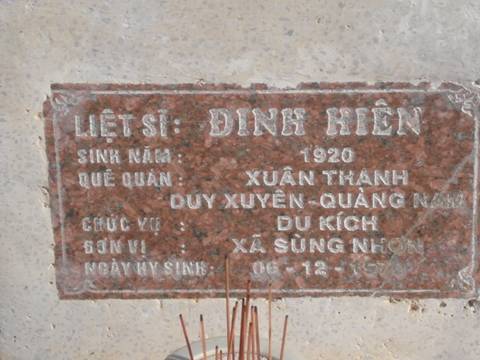 LIỆT SĨ: ĐINH HIÊN
SINH NĂM : 1920
QUÊ QUÁN : XUÂN THẠNH
DUY XUYÊN-QUẢNG NAM
CHỨC VỤ : DU KÍCH
ĐƠN VỊ : XÃ SÙNG NHƠN
NGÀY HY SINH: 06-12-